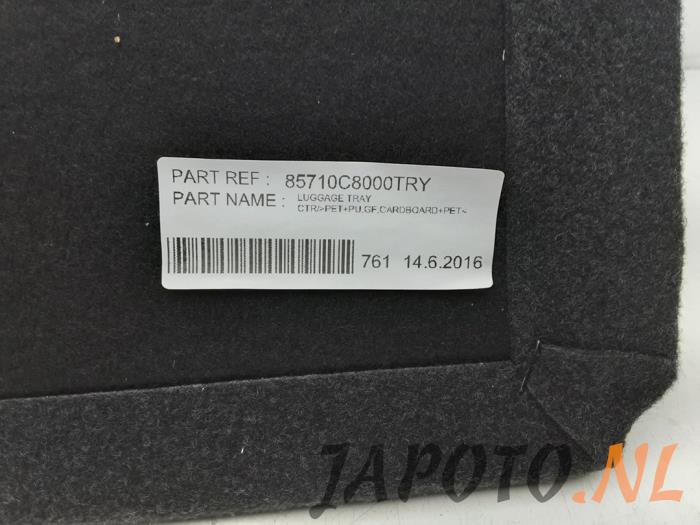 PART REF : 85710C8000TRY
PART NAME : LUGGAGE TRAY
CTR/>PET+PU.GF.CARDBOARD+PET<
761 14.6.2016
JAPOTO.NL